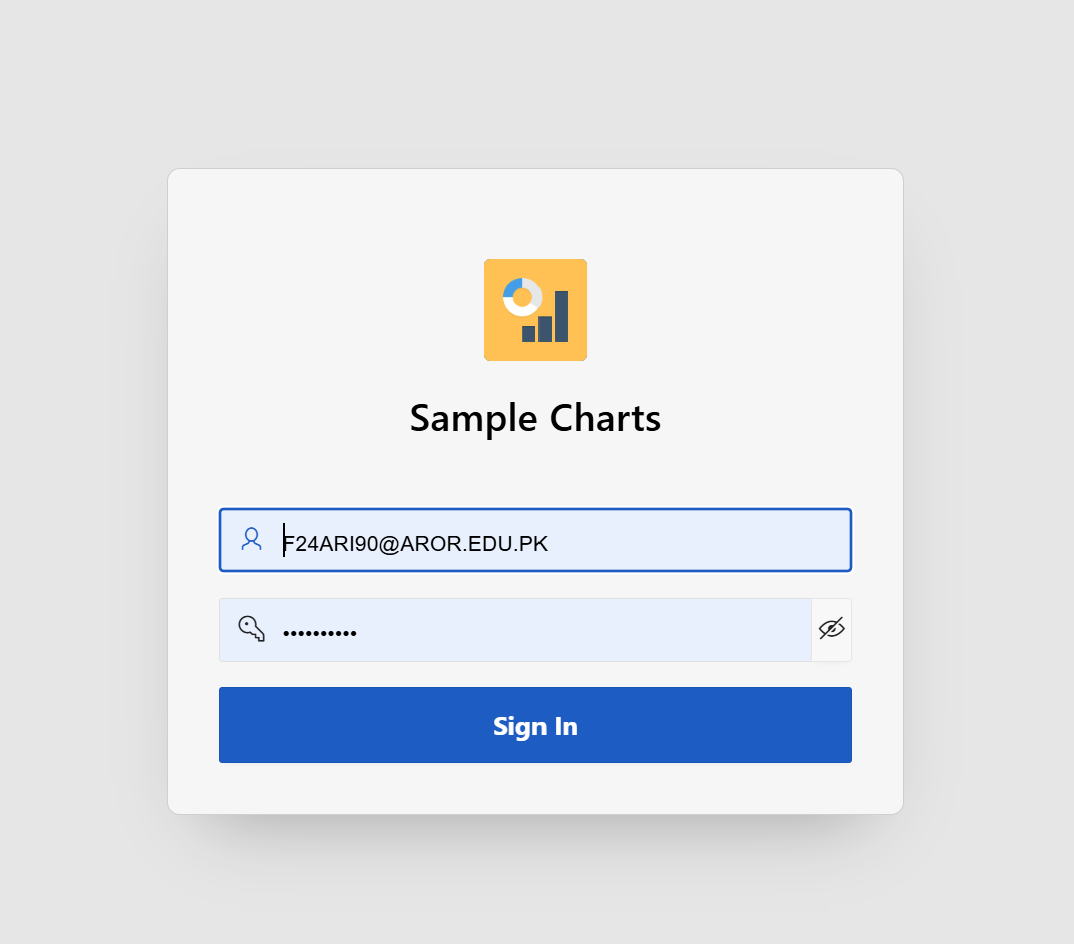 Sample Charts
F24ARI90@AROR.EDU.PK
••••••••••
Sign In